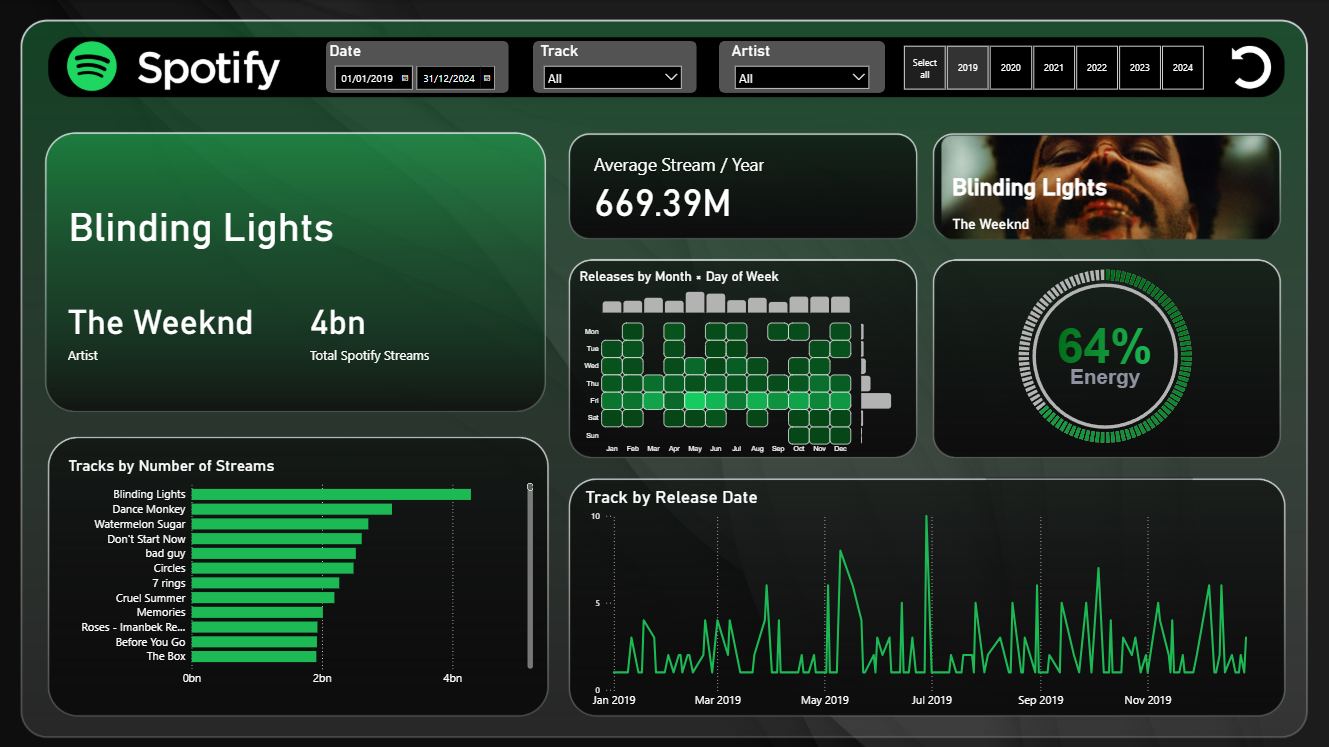 Spotify
Date
01/01/2019
31/12/2024
Track
All
Artist
All
Select all
2019
2020
2021
2022
2023
2024
Blinding Lights
The Weeknd
Artist
4bn
Total Spotify Streams
Average Stream / Year
669.39M
Blinding Lights
The Weeknd
Releases by Month × Day of Week
Mon
Tue
Wed
Thu
Fri
Sat
Sun
Jan Feb Mar Apr May Jun Jul Aug Sep Oct Nov Dec
64%
Energy
Tracks by Number of Streams
Blinding Lights
Dance Monkey
Watermelon Sugar
Don't Start Now
bad guy
Circles
7 rings
Cruel Summer
Memories
Roses - Imanbek Re...
Before You Go
The Box
0bn 2bn 4bn
Track by Release Date
10
5
0
Jan 2019 Mar 2019 May 2019 Jul 2019 Sep 2019 Nov 2019